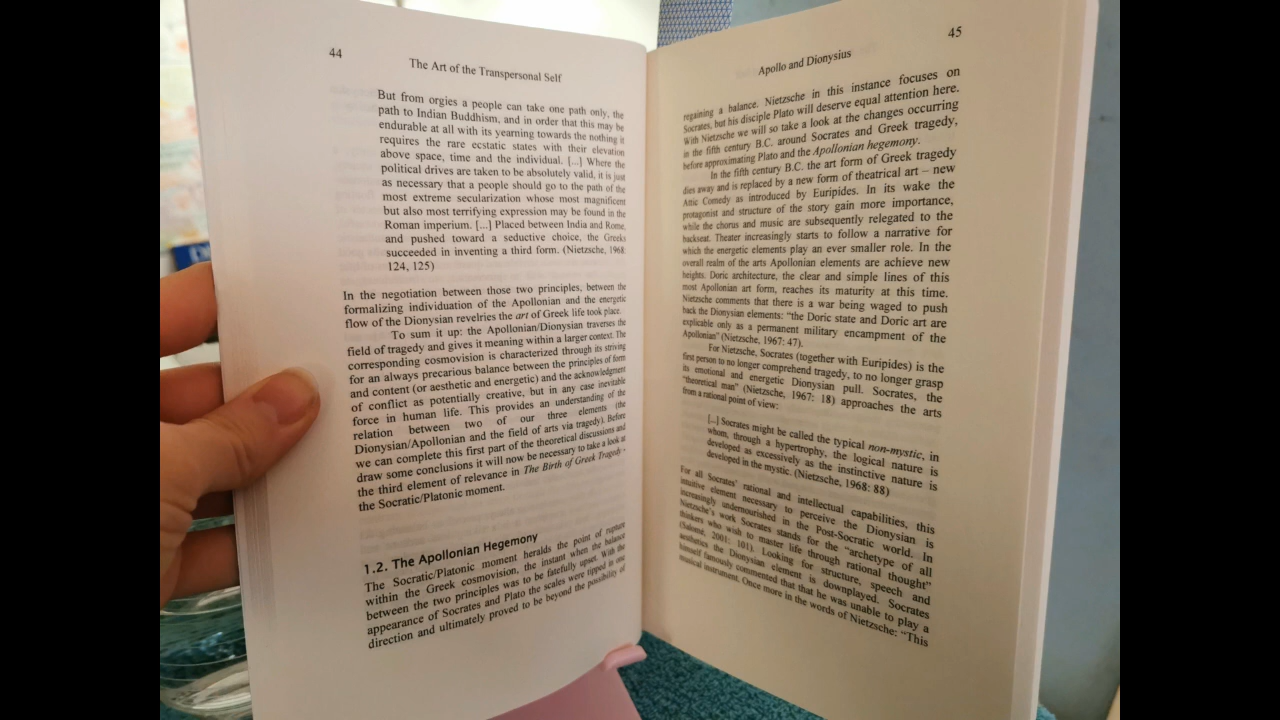 44
The Art of the Transpersonal Self
But from orgies a people can take one path only, the
path to Indian Buddhism, and in order that this may be
endurable at all with its yearning towards the nothing it
requires the rare ecstatic states with their elevation
above space, time and the individual. [...] Where the
political drives are taken to be absolutely valid, it is just
as necessary that a people should go to the path of the
most extreme secularization whose most magnificent
but also most terrifying expression may be found in the
Roman imperium. [...] Placed between India and Rome,
and pushed toward a seductive choice, the Greeks
succeeded in inventing a third form. (Nietzsche, 1968:
124, 125)
In the negotiation between those two principles, between the
formalizing individuation of the Apollonian and the energetic
flow of the Dionysian revelries the art of Greek life took place.
To sum it up: the Apollonian/Dionysian traverses the
field of tragedy and gives it meaning within a larger context. The
corresponding cosmovision is characterized through its striving
for an always precarious balance between the principles of form
and content (or aesthetic and energetic) and the acknowledgment
of conflict as potentially creative, but in any case inevitable
force in human life. This provides an understanding of the
relation between two of our three elements (the
Dionysian/Apollonian and the field of arts via tragedy). Before
we can complete this first part of the theoretical discussions and
draw some conclusions it will now be necessary to take a look at
the third element of relevance in The Birth of Greek Tragedy -
the Socratic/Platonic moment.
1.2. The Apollonian Hegemony
The Socratic/Platonic moment heralds the point of rupture
within the Greek cosmovision, the instant when the balance
between the two principles was to be fatefully upset. With the
appearance of Socrates and Plato the scales were tipped in one
direction and ultimately proved to be beyond the possibility of
45
Apollo and Dionysius
regaining a balance. Nietzsche in this instance focuses on
Socrates, but his disciple Plato will deserve equal attention here.
With Nietzsche we will so take a look at the changes occurring
in the fifth century B.C. around Socrates and Greek tragedy,
before approximating Plato and the Apollonian hegemony.
In the fifth century B.C. the art form of Greek tragedy
dies away and is replaced by a new form of theatrical art – new
Attic Comedy as introduced by Euripides. In its wake the
protagonist and structure of the story gain more importance,
while the chorus and music are subsequently relegated to the
backseat. Theater increasingly starts to follow a narrative for
which the energetic elements play an ever smaller role. In the
overall realm of the arts Apollonian elements are achieve new
heights. Doric architecture, the clear and simple lines of this
most Apollonian art form, reaches its maturity at this time.
Nietzsche comments that there is a war being waged to push
back the Dionysian elements: “the Doric state and Doric art are
explicable only as a permanent military encampment of the
Apollonian” (Nietzsche, 1967: 47).
For Nietzsche, Socrates (together with Euripides) is the
first person to no longer comprehend tragedy, to no longer grasp
its emotional and energetic Dionysian pull. Socrates, the
“theoretical man” (Nietzsche, 1967: 18) approaches the arts
from a rational point of view:
[...] Socrates might be called the typical non-mystic, in
whom, through a hypertrophy, the logical nature is
developed as excessively as the instinctive nature is
developed in the mystic. (Nietzsche, 1968: 88)
For all Socrates' rational and intellectual capabilities, this
intuitive element necessary to perceive the Dionysian is
increasingly undernourished in the Post-Socratic world. In
Nietzsche's work Socrates stands for the “archetype of all
thinkers who wish to master life through rational thought”
(Salomé, 2001: 101). Looking for structure, speech and
aesthetics the Dionysian element is downplayed. Socrates
himself famously commented that that he was unable to play a
musical instrument. Once more in the words of Nietzsche: “This